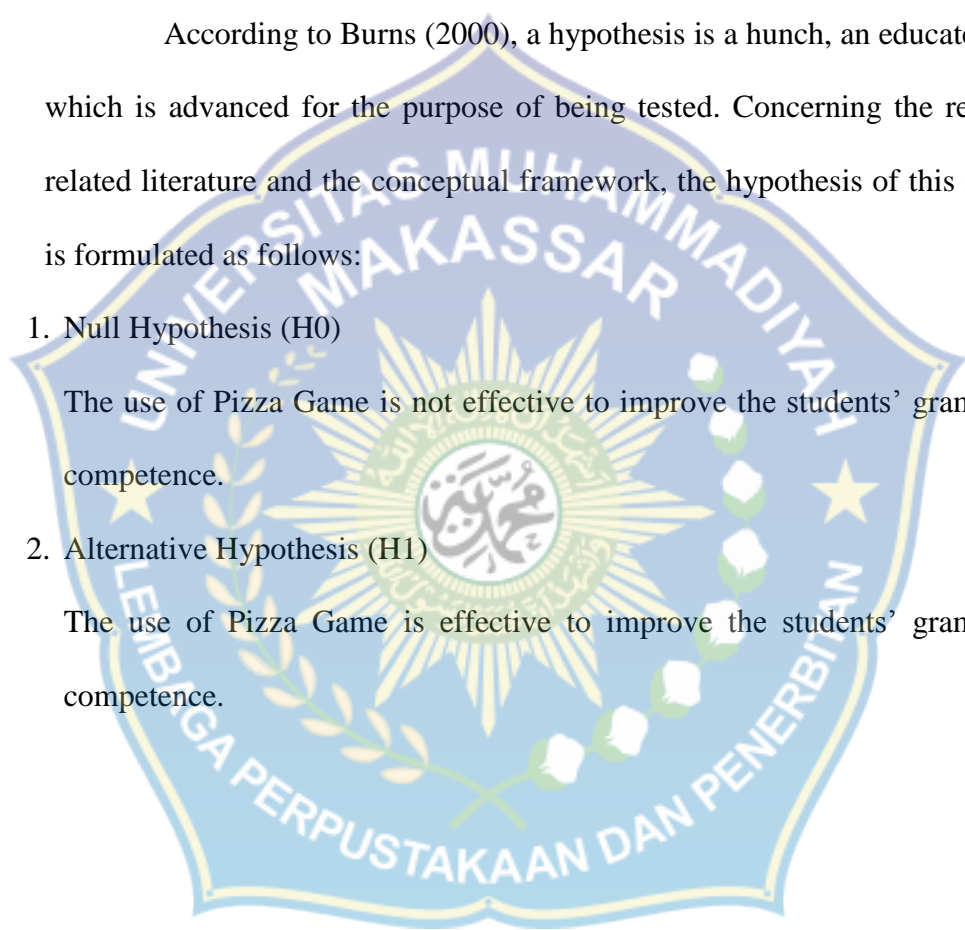 According to Burns (2000), a hypothesis is a hunch, an educate
which is advanced for the purpose of being tested. Concerning the re
related literature and the conceptual framework, the hypothesis of this
is formulated as follows:
1. Null Hypothesis (H0)
The use of Pizza Game is not effective to improve the students’ gran
competence.
2. Alternative Hypothesis (H1)
The use of Pizza Game is effective to improve the students’ gran
competence.
UNIVERSITAS MUHAMMADIYAH
MAKASSAR
LEMBAGA PERPUSTAKAAN DAN PENERBITAN